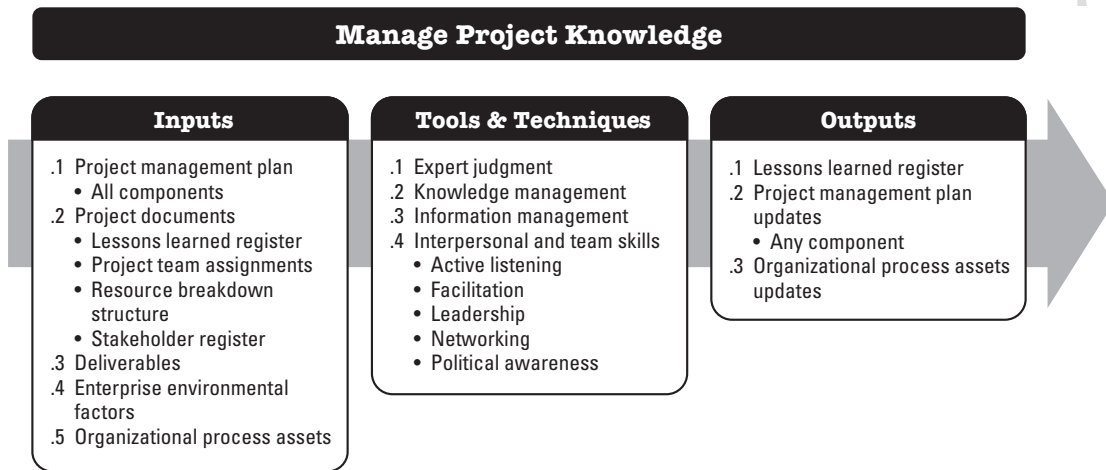 Manage Project Knowledge
Inputs
.1 Project management plan
• All components
.2 Project documents
• Lessons learned register
• Project team assignments
• Resource breakdown
structure
• Stakeholder register
.3 Deliverables
.4 Enterprise environmental
factors
.5 Organizational process assets
Tools & Techniques
.1 Expert judgment
.2 Knowledge management
.3 Information management
.4 Interpersonal and team skills
• Active listening
• Facilitation
• Leadership
• Networking
• Political awareness
Outputs
.1 Lessons learned register
.2 Project management plan
updates
• Any component
.3 Organizational process assets
updates